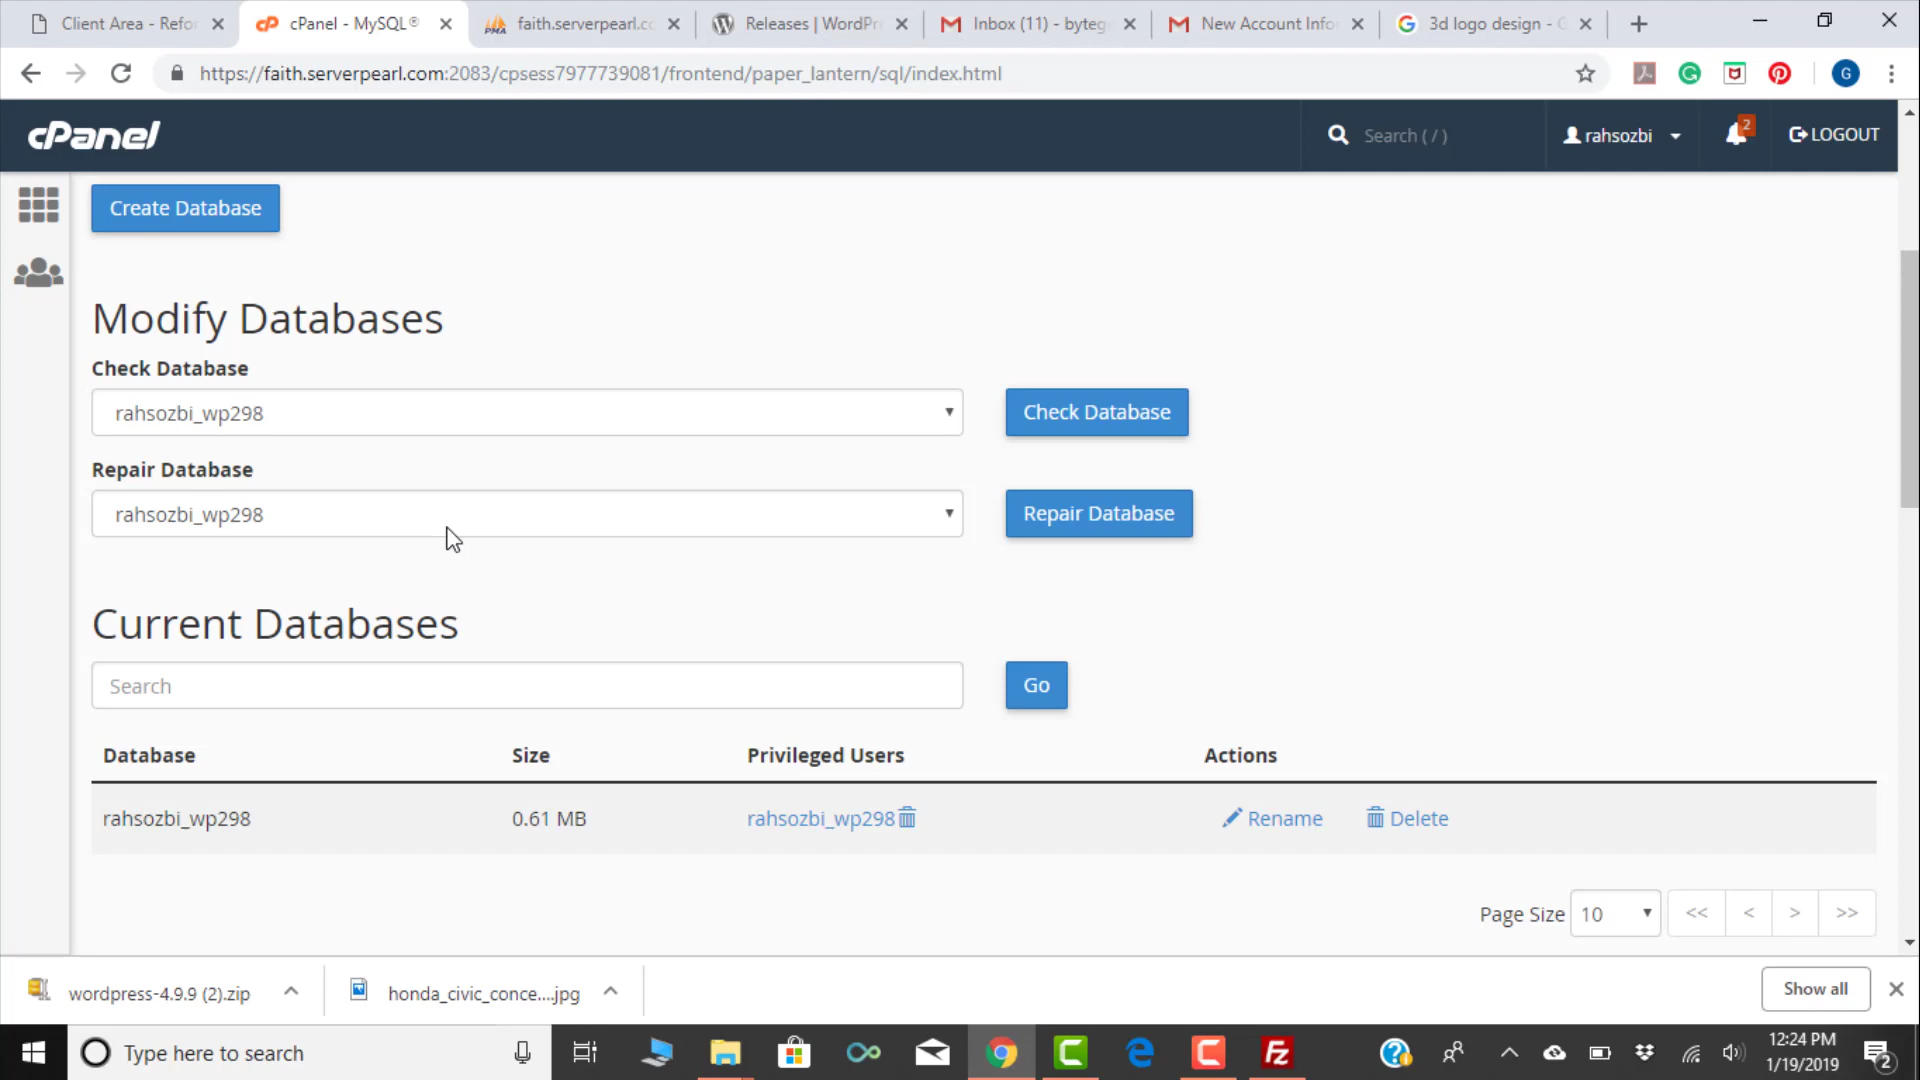 Client Area - Refor
cPanel - MySQL®
faith.serverpearl.co
Releases | WordPr
Inbox (11) - byteg
New Account Info
3d logo design - G
https://faith.serverpearl.com:2083/cpsess7977739081/frontend/paper_lantern/sql/index.html
G
cPanel
Search ( / )
rahsozbi
2
LOGOUT
Create Database
Modify Databases
Check Database
rahsozbi_wp298
Check Database
Repair Database
rahsozbi_wp298
Repair Database
Current Databases
Search
Go
Database Size Privileged Users Actions
rahsozbi_wp298 0.61 MB rahsozbi_wp298 Rename Delete
Page Size 10 << < > >>
wordpress-4.9.9 (2).zip
honda_civic_conce....jpg
Show all
Type here to search
12:24 PM
1/19/2019
2